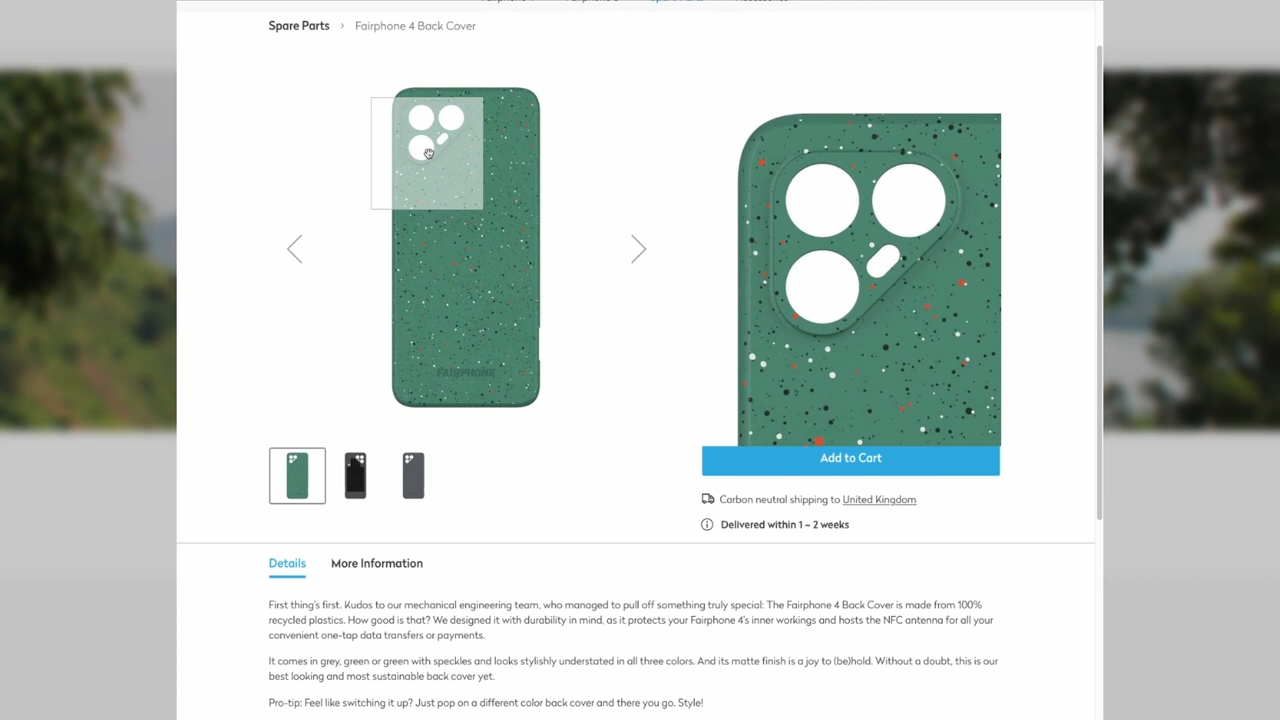 Spare Parts > Fairphone 4 Back Cover
FAIRPHONE
Add to Cart
Carbon neutral shipping to United Kingdom
Delivered within 1 – 2 weeks
Details More Information
First thing's first. Kudos to our mechanical engineering team, who managed to pull off something truly special: The Fairphone 4 Back Cover is made from 100%
recycled plastics. How good is that? We designed it with durability in mind, as it protects your Fairphone 4's inner workings and hosts the NFC antenna for all your
convenient one-tap data transfers or payments.
It comes in grey, green or green with speckles and looks stylishly understated in all three colors. And its matte finish is a joy to (be)hold. Without a doubt, this is our
best looking and most sustainable back cover yet.
Pro-tip: Feel like switching it up? Just pop on a different color back cover and there you go. Style!